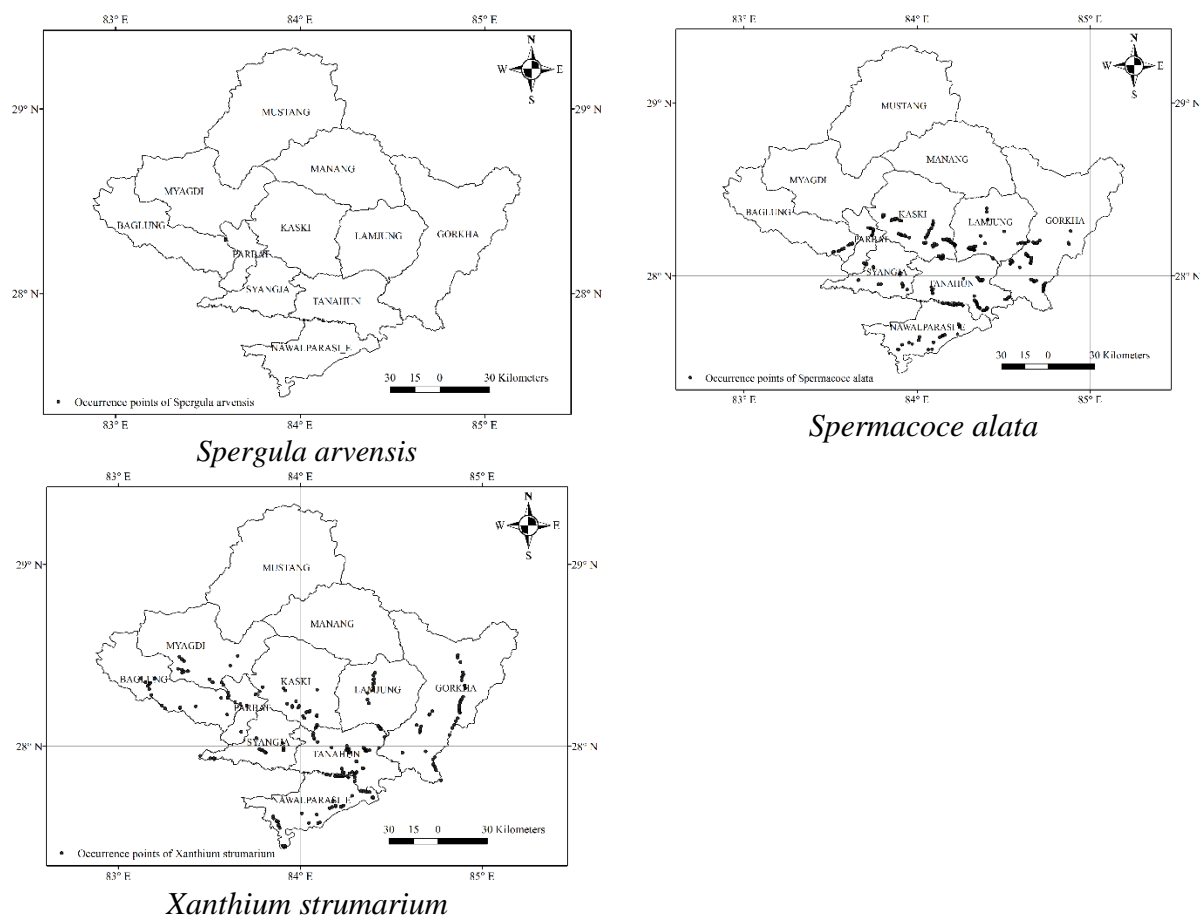 83° E
84° E
85° E
N
W E
S
29° N
29° N
MUSTANG
MANANG
MYAGDI
BAGLUNG
KASKI
LAMJUNG
GORKHA
SYANGJA
28° N
28° N
TANAHUN
NAWALPARASI_E
30 15 0 30 Kilometers
Occurrence points of Spergula arvensis
83° E
84° E
85° E
Spergula arvensis
83° E
84° E
85° E
N
W E
S
29° N
29° N
MUSTANG
MANANG
MYAGDI
BAGLUNG
KASKI
LAMJUNG
GORKHA
SYANGJA
28° N
28° N
TANAHUN
30 15 0 30 Kilometers
Occurrence points of Spermacoce alata
83° E
84° E
85° E
Spermacoce alata
83° E
84° E
85° E
N
W E
S
29° N
29° N
MUSTANG
MANANG
MYAGDI
BAGLUNG
KASKI
LAMJUNG
GORKHA
SYANGJA
28° N
28° N
TANAHUN
NAWALPARASI_E
30 15 0 30 Kilometers
Occurrence points of Xanthium strumarium
83° E
84° E
85° E
Xanthium strumarium